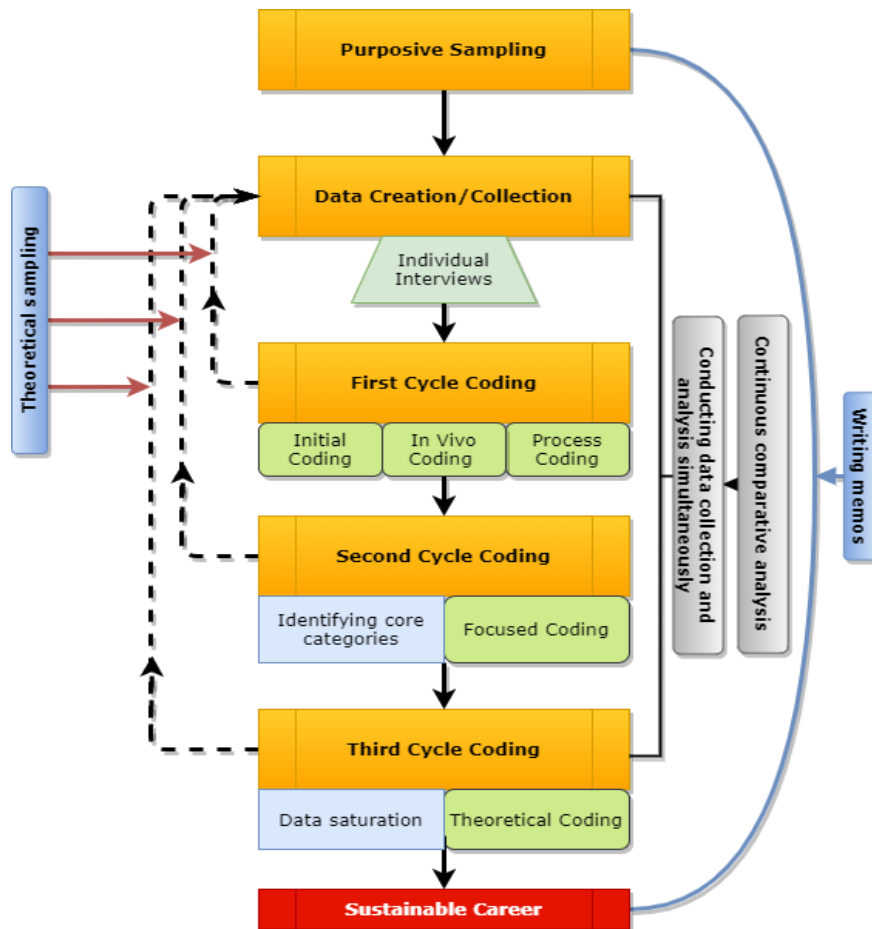 Purposive Sampling
Data Creation/Collection
Individual
Interviews
Theoretical sampling
First Cycle Coding
Initial
Coding
In Vivo
Coding
Process
Coding
Second Cycle Coding
Identifying core
categories
Focused Coding
Third Cycle Coding
Data saturation
Theoretical Coding
Sustainable Career
Conducting data collection and
analysis simultaneously
Continuous comparative analysis
Writing memos